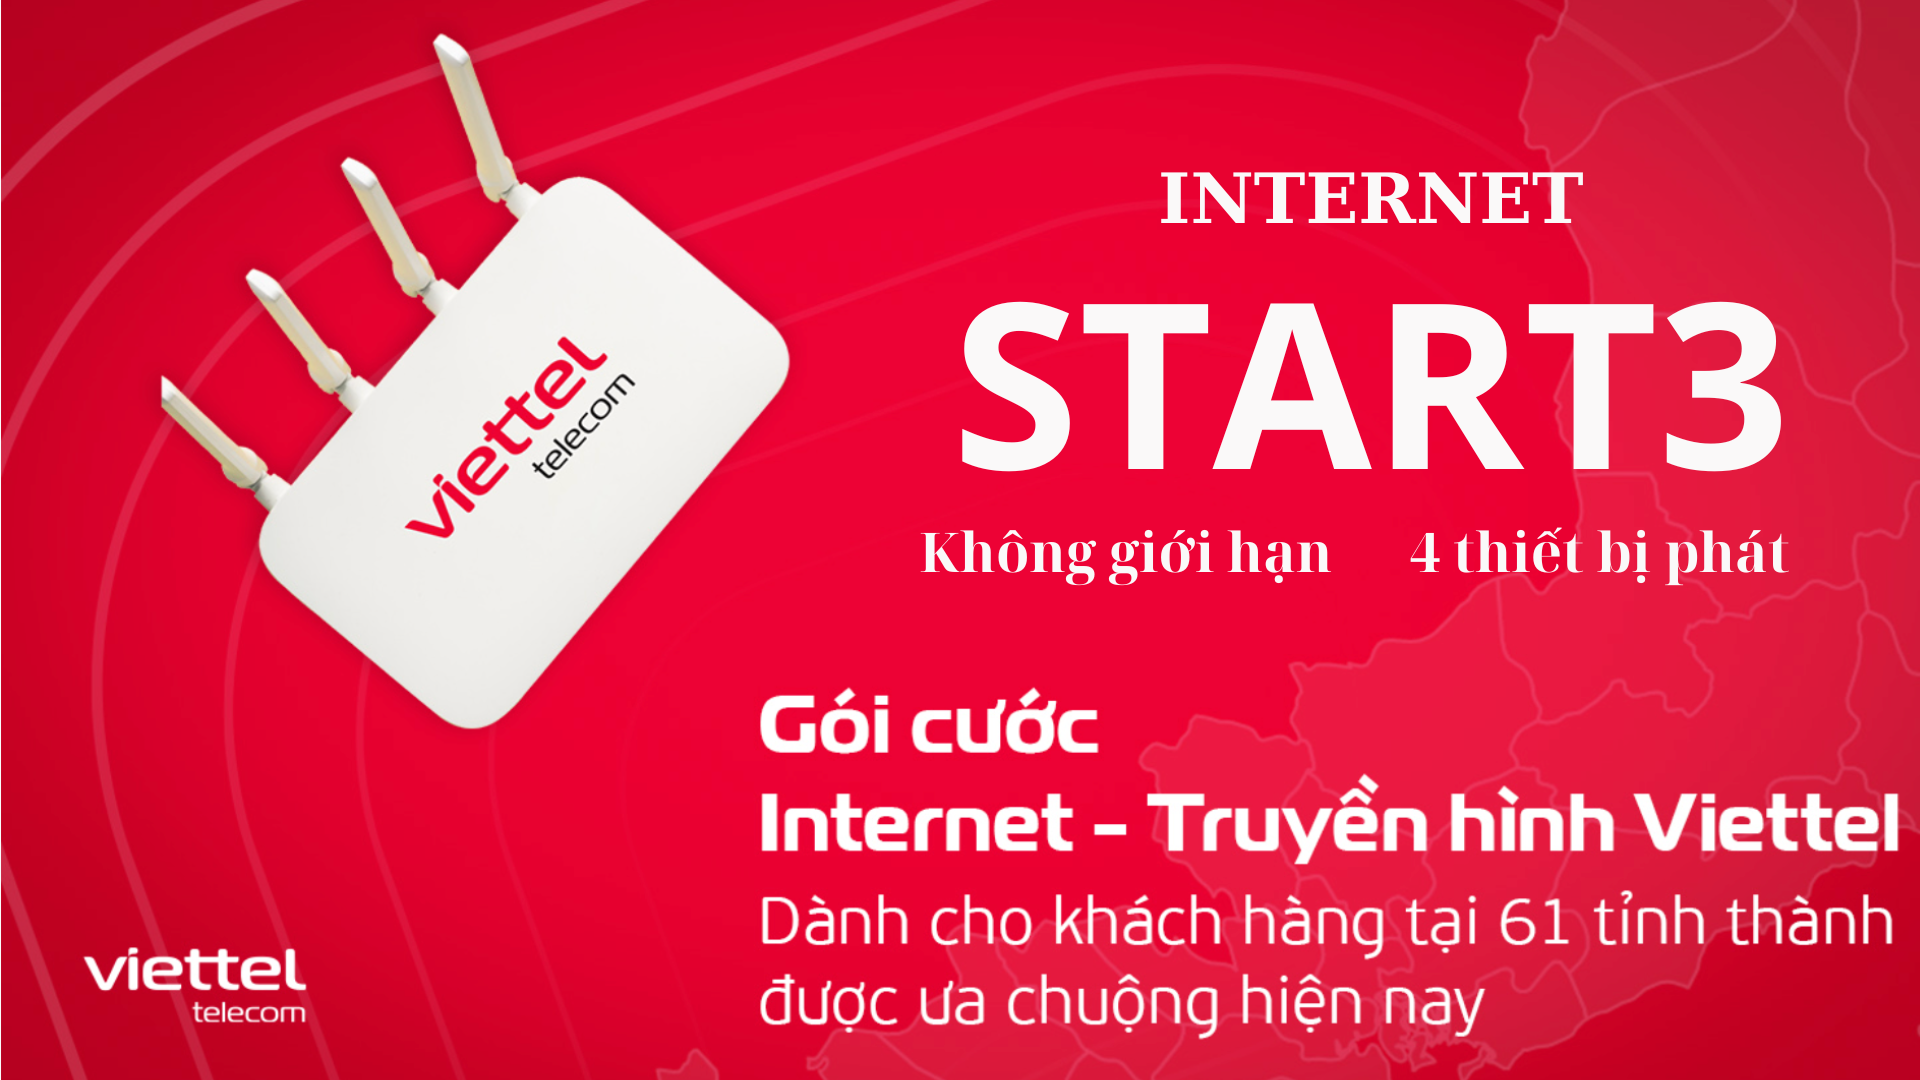 viettel
telecom
INTERNET
START3
Không giới hạn 4 thiết bị phát
Gói cước
Internet - Truyền hình Viettel
Dành cho khách hàng tại 61 tỉnh thành
được ưa chuộng hiện nay
viettel
telecom